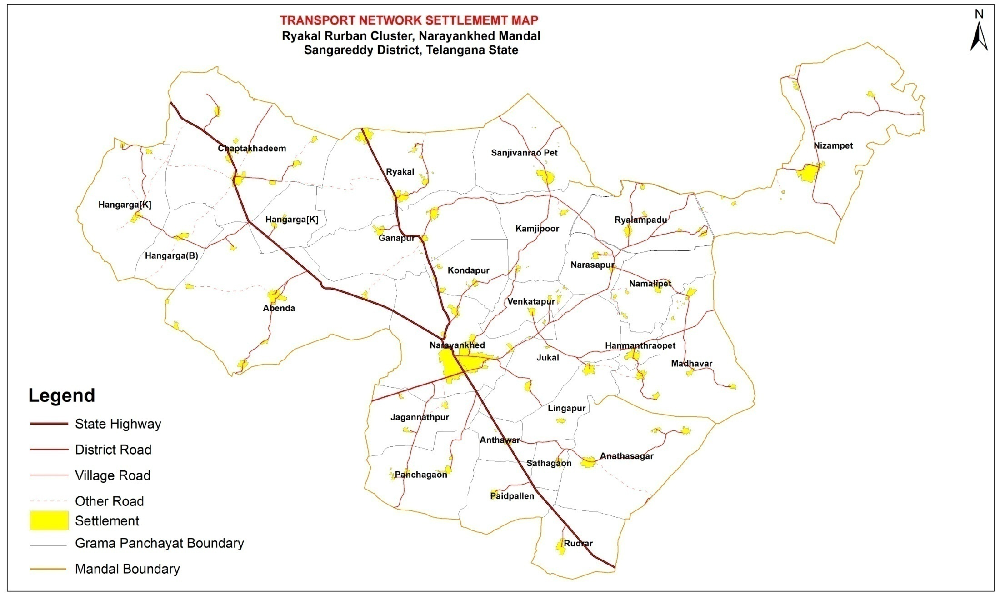 TRANSPORT NETWORK SETTLEMEMT MAP
Ryakal Rurban Cluster, Narayankhed Mandal
Sangareddy District, Telangana State
N
Nizampet
Chaptakhadeem
Sanjivanrao Pet
Ryakal
Hangarga[K]
Hangarga[K]
Ryalampadu
Kamjipoor
Ganapur
Hangarga(B)
Narasapur
Kondapur
Namalipet
Venkatapur
Abenda
Narayankhed
Hanmanthraopet
Jukal
Madhavar
Lingapur
Jagannathpur
Anthawar
Anathasagar
Sathagaon
Panchagaon
Paidpallen
Rudrar
Legend
State Highway
District Road
Village Road
Other Road
Settlement
Grama Panchayat Boundary
Mandal Boundary